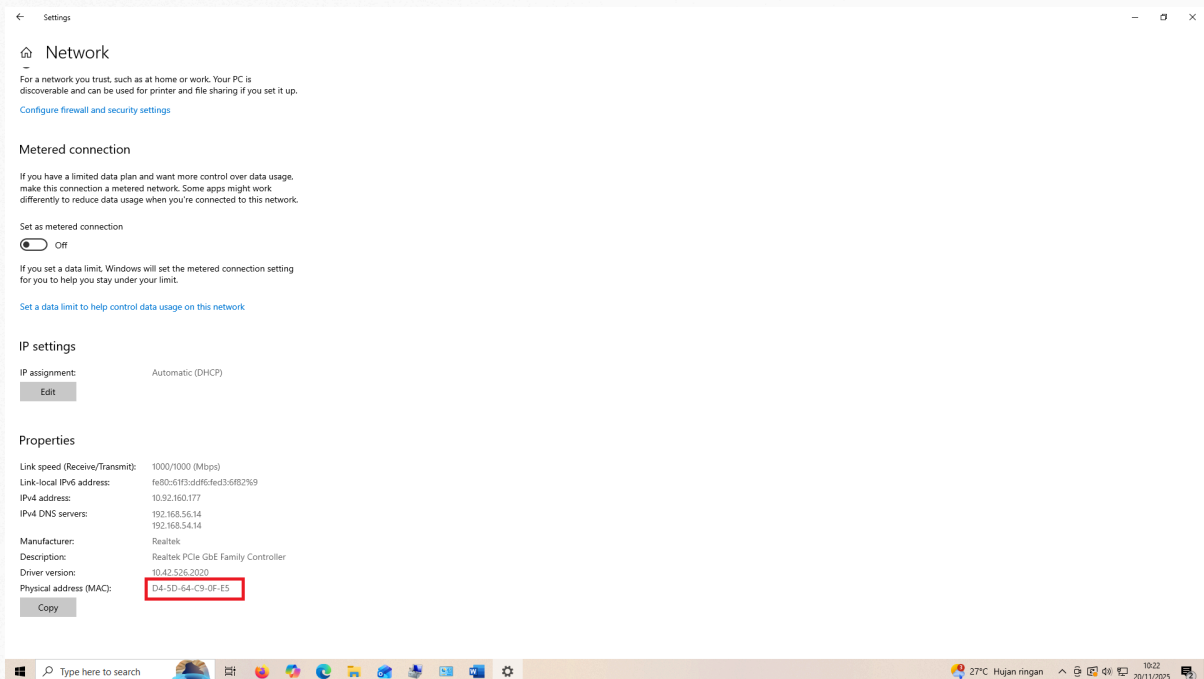 Settings
Network
For a network you trust, such as at home or work. Your PC is
discoverable and can be used for printer and file sharing if you set it up.
Configure firewall and security settings
Metered connection
If you have a limited data plan and want more control over data usage,
make this connection a metered network. Some apps might work
differently to reduce data usage when you're connected to this network.
Set as metered connection
Off
If you set a data limit, Windows will set the metered connection setting
for you to help you stay under your limit.
Set a data limit to help control data usage on this network
IP settings
IP assignment: Automatic (DHCP)
Edit
Properties
Link speed (Receive/Transmit): 1000/1000 (Mbps)
Link-local IPv6 address: fe80::61f3:ddf6:fed3:6f82%9
IPv4 address: 10.92.160.177
IPv4 DNS servers: 192.168.56.14
192.168.54.14
Manufacturer: Realtek
Description: Realtek PCIe GbE Family Controller
Driver version: 10.42.526.2020
Physical address (MAC): D4-5D-64-C9-0F-E5
Copy
Type here to search
27°C Hujan ringan
10:22
20/11/2025